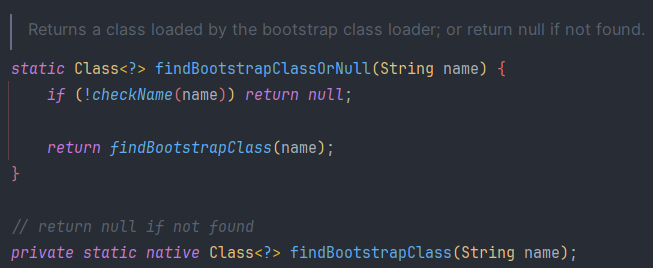 Returns a class loaded by the bootstrap class loader; or return null if not found.
static Class<?> findBootstrapClassOrNull(String name) {
if (!checkName(name)) return null;
return findBootstrapClass(name);
}
// return null if not found
private static native Class<?> findBootstrapClass(String name);